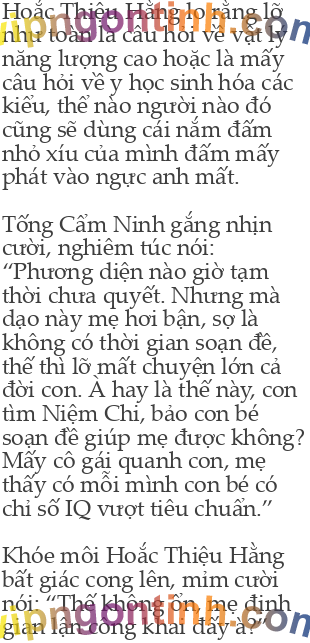 Hoắc Thiệu Hằng lo rằng lỡ
như toàn là câu hỏi về vật lý
năng lượng cao hoặc là mấy
câu hỏi về y học sinh hóa các
kiểu, thế nào người nào đó
cũng sẽ dùng cái nắm đấm
nhỏ xíu của mình đấm mấy
phát vào ngực anh mất.
Tống Cẩm Ninh gắng nhịn
cười, nghiêm túc nói:
“Phương diện nào giờ tạm
thời chưa quyết. Nhưng mà
dạo này mẹ hơi bận, sợ là
không có thời gian soạn đề,
thế thì lỡ mất chuyện lớn cả
đời con. À hay là thế này, con
tìm Niệm Chi, bảo con bé
soạn đề giúp mẹ được không?
Mấy cô gái quanh con, mẹ
thấy có mỗi mình con bé có
chỉ số IQ vượt tiêu chuẩn.”
Khóe môi Hoắc Thiệu Hằng
bất giác cong lên, mỉm cười
nói: “Thế không ổn, mẹ định
gian lận công khai đấy à?”
vipngontinh.com
vipngontinh.com